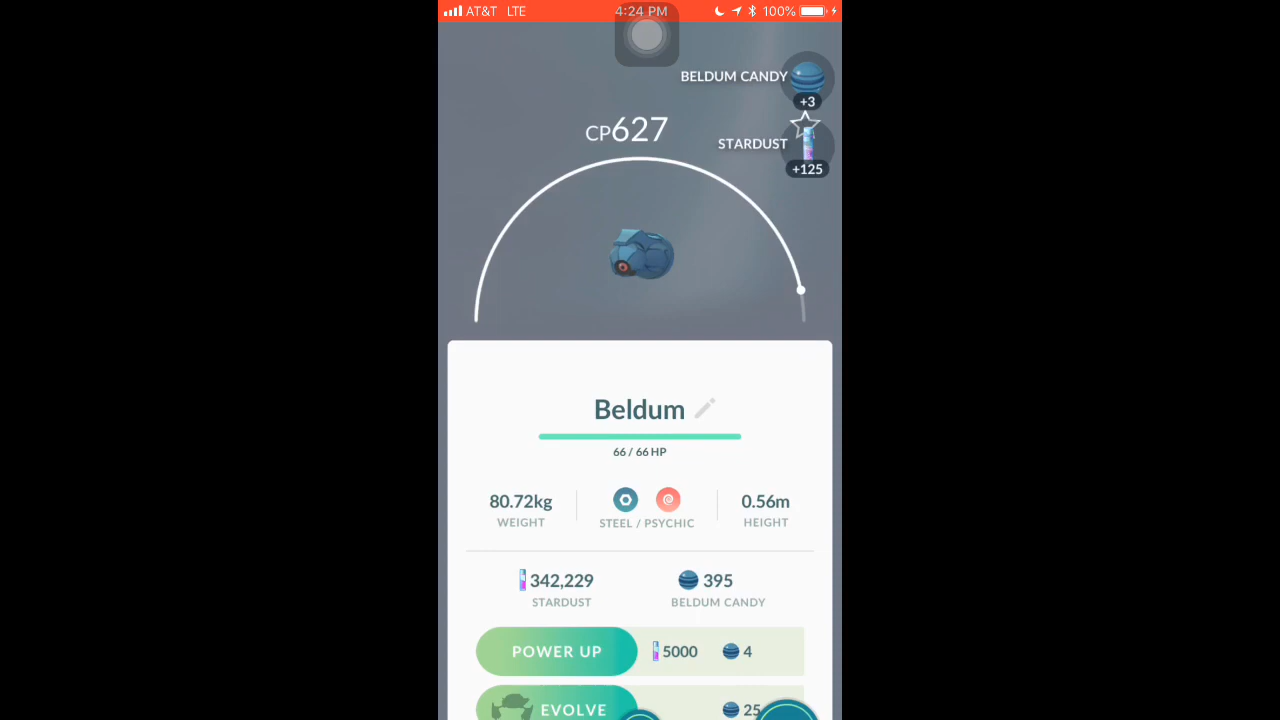 AT&T LTE 4:24 PM 100%
BELDUM CANDY
+3
CP627
STARDUST
+125
Beldum
66 / 66 HP
80.72kg 0.56m
WEIGHT STEEL / PSYCHIC HEIGHT
342,229 395
STARDUST BELDUM CANDY
POWER UP 5000 4
EVOLVE 25